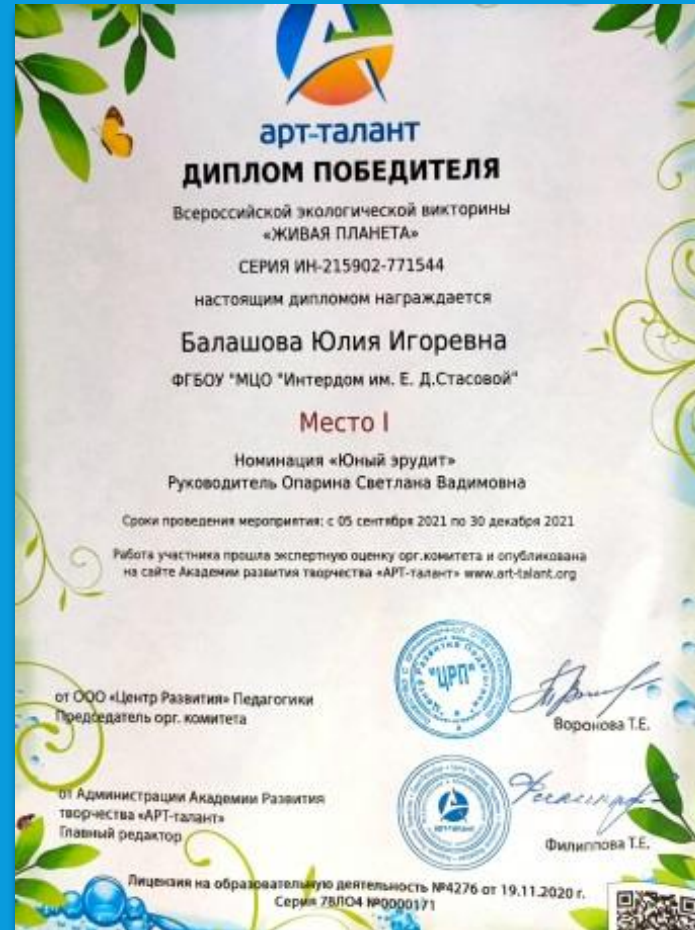 арт-талант
ДИПЛОМ ПОБЕДИТЕЛЯ
Всероссийской экологической викторины
«ЖИВАЯ ПЛАНЕТА»
СЕРИЯ ИН-215902-771544
настоящим дипломом награждается
Балашова Юлия Игоревна
ФГБОУ "МЦО "Интердом им. Е. Д.Стасовой"
Место I
Номинация «Юный эрудит»
Руководитель Опарина Светлана Вадимовна
Сроки проведения мероприятия: с 05 сентября 2021 по 30 декабря 2021
Работа участника прошла экспертную оценку орг.комитета и опубликована
на сайте Академии развития творчества «АРТ-талант» www.art-talant.org
"ЦРП"
от ООО «Центр Развития» Педагогики
Председатель орг. комитета
Воронова Т.Е.
от Администрации Академии Развития
творчества «АРТ-талант»
Главный редактор
арт-талант
Филиппова Т.Е.
Лицензия на образовательную деятельность №4276 от 19.11.2020 г.
Серия 78ЛО4 №0000171